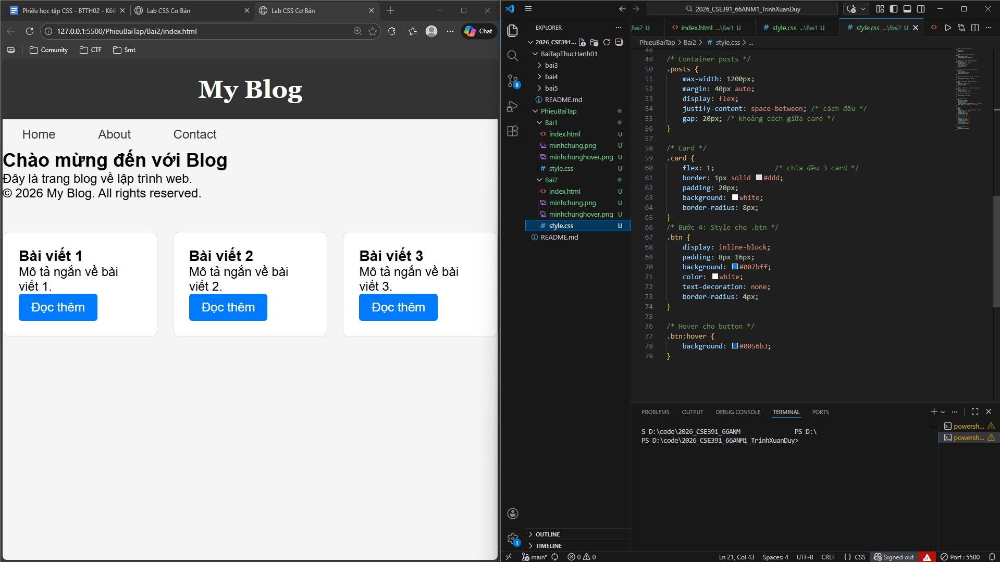 Phiếu học tập CSS - BTTH02 - K66
Lab CSS Cơ Bản
Lab CSS Cơ Bản
127.0.0.1:5500/PhieuBaiTap/Bai2/index.html
Chat
Comunity
CTF
Smt
My Blog
Home
About
Contact
Chào mừng đến với Blog
Đây là trang blog về lập trình web.
© 2026 My Blog. All rights reserved.
Bài viết 1
Mô tả ngắn về bài
viết 1.
Đọc thêm
Bài viết 2
Mô tả ngắn về bài
viết 2.
Đọc thêm
Bài viết 3
Mô tả ngắn về bài
viết 3.
Đọc thêm
2026_CSE391_66ANM1_TrinhXuanDuy
EXPLORER
2026_CSE391...
BaiTapThucHanh01
bai3
bai4
bai5
README.md
PhieuBaiTap
Bai1
index.html U
minhchung.png U
minhchunghover.png U
style.css U
Bai2
index.html U
minhchung.png U
minhchunghover.png U
style.css U
README.md
OUTLINE
TIMELINE
8
1
Bai2 U
index.html ...\Bai1 U
style.css ...\Bai1 U
style.css ...\Bai2 U
PhieuBaiTap > Bai2 > # style.css > ...
48
49 /* Container posts */
50 .posts {
51 max-width: 1200px;
52 margin: 40px auto;
53 display: flex;
54 justify-content: space-between; /* cách đều */
55 gap: 20px; /* khoảng cách giữa card */
56 }
57
58 /* Card */
59 .card {
60 flex: 1; /* chia đều 3 card */
61 border: 1px solid #ddd;
62 padding: 20px;
63 background: white;
64 border-radius: 8px;
65 }
66 /* Bước 4: Style cho .btn */
67 .btn {
68 display: inline-block;
69 padding: 8px 16px;
70 background: #007bff;
71 color: white;
72 text-decoration: none;
73 border-radius: 4px;
74 }
75
76 /* Hover cho button */
77 .btn:hover {
78 background: #0056b3;
79 }
PROBLEMS
OUTPUT
DEBUG CONSOLE
TERMINAL
PORTS
S D:\code\2026_CSE391_66ANM PS D:\
PS D:\code\2026_CSE391_66ANM1_TrinhXuanDuy>
powersh...
powersh...
main*
0
0
Ln 21, Col 43
Spaces: 4
UTF-8
CRLF
{ } CSS
Signed out
Port : 5500